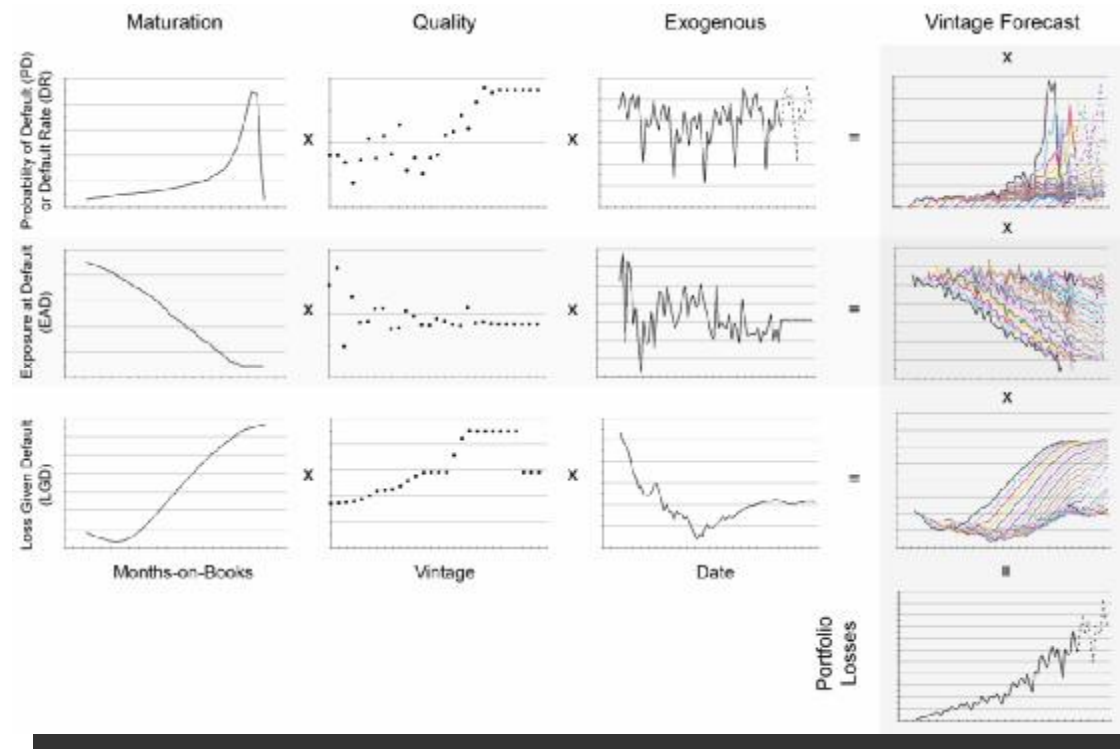 Maturation
Quality
Exogenous
Vintage Forecast
X
Probability of Default (PD)
or Default Rate (DR)
X
X
=
X
Exposure at Default
(EAD)
X
X
=
X
Loss Given Default
(LGD)
X
X
=
Months-on-Books
Vintage
Date
=
Portfolio
Losses